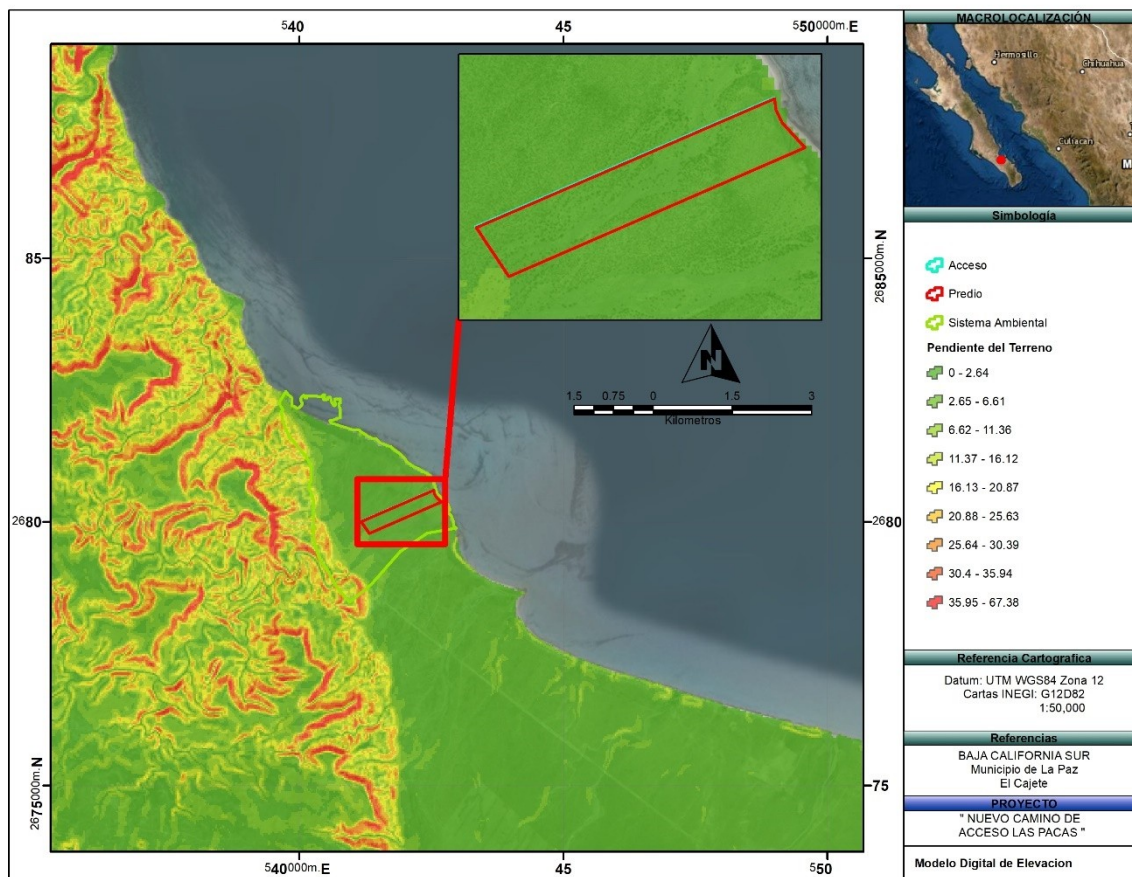 540
45
550000m.E
85
2680
2675000m.N
2685000m.N
2680
75
540000m.E
45
550
N
1.5 0.75 0 1.5 3
Kilometros
MACROLOCALIZACIÓN
Hermosillo
Chihuahua
Culiacán
M
Simbología
Acceso
Predio
Sistema Ambiental
Pendiente del Terreno
0 - 2.64
2.65 - 6.61
6.62 - 11.36
11.37 - 16.12
16.13 - 20.87
20.88 - 25.63
25.64 - 30.39
30.4 - 35.94
35.95 - 67.38
Referencia Cartografica
Datum: UTM WGS84 Zona 12
Cartas INEGI: G12D82
1:50,000
Referencias
BAJA CALIFORNIA SUR
Municipio de La Paz
El Cajete
PROYECTO
" NUEVO CAMINO DE
ACCESO LAS PACAS "
Modelo Digital de Elevacion